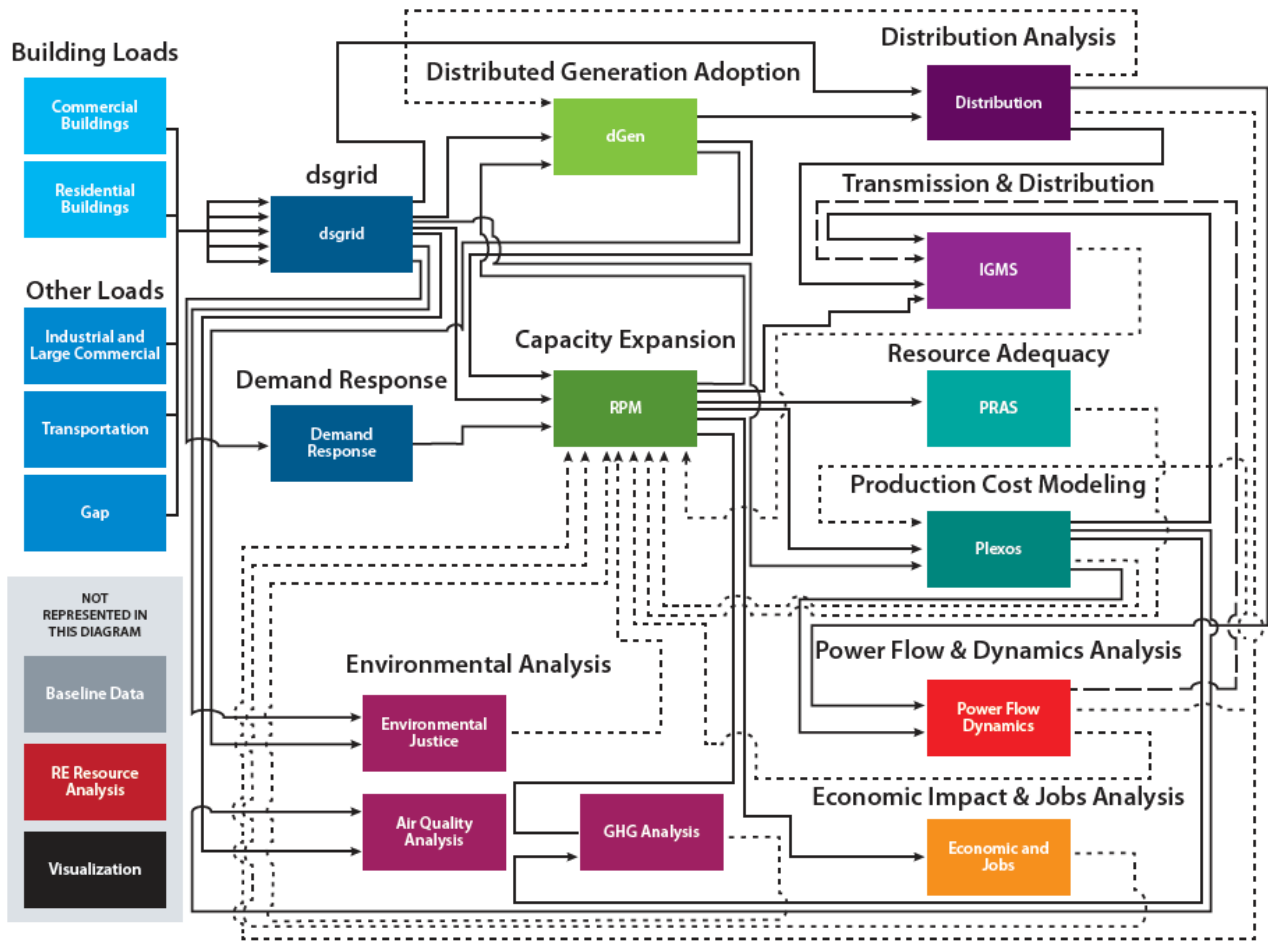 Building Loads
Commercial
Buildings
Residential
Buildings
Other Loads
Industrial and
Large Commercial
Transportation
Gap
NOT
REPRESENTED IN
THIS DIAGRAM
Baseline Data
RE Resource
Analysis
Visualization
dsgrid
dsgrid
Demand Response
Demand
Response
Distributed Generation Adoption
dGen
Capacity Expansion
RPM
Environmental Analysis
Environmental
Justice
Air Quality
Analysis
GHG Analysis
Distribution Analysis
Distribution
Transmission & Distribution
IGMS
Resource Adequacy
PRAS
Production Cost Modeling
Plexos
Power Flow & Dynamics Analysis
Power Flow
Dynamics
Economic Impact & Jobs Analysis
Economic and
Jobs